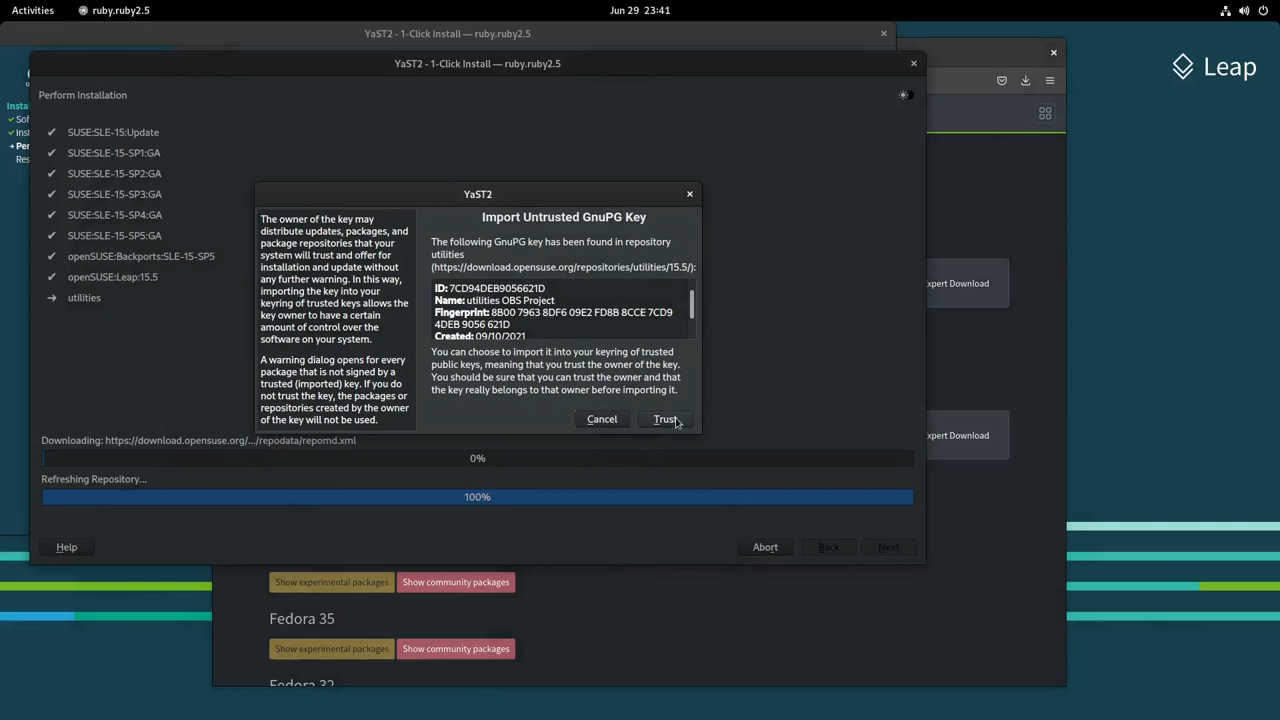 Activities
ruby.ruby2.5
Jun 29 23:41
YaST2 - 1-Click Install — ruby.ruby2.5
YaST2 - 1-Click Install — ruby.ruby2.5
Leap
Perform Installation
SUSE:SLE-15:Update
SUSE:SLE-15-SP1:GA
SUSE:SLE-15-SP2:GA
SUSE:SLE-15-SP3:GA
SUSE:SLE-15-SP4:GA
SUSE:SLE-15-SP5:GA
openSUSE:Backports:SLE-15-SP5
openSUSE:Leap:15.5
utilities
YaST2
The owner of the key may
distribute updates, packages, and
package repositories that your
system will trust and offer for
installation and update without
any further warning. In this way,
importing the key into your
keyring of trusted keys allows the
key owner to have a certain
amount of control over the
software on your system.
A warning dialog opens for every
package that is not signed by a
trusted (imported) key. If you do
not trust the key, the packages or
repositories created by the owner
of the key will not be used.
Import Untrusted GnuPG Key
The following GnuPG key has been found in repository
utilities
(https://download.opensuse.org/repositories/utilities/15.5/):
ID: 7CD94DEB9056621D
Name: utilities OBS Project
Fingerprint: 8B00 7963 8DF6 09E2 FD8B 8CCE 7CD9
4DEB 9056 621D
Created: 09/10/2021
You can choose to import it into your keyring of trusted
public keys, meaning that you trust the owner of the key.
You should be sure that you can trust the owner and that
the key really belongs to that owner before importing it.
Cancel
Trust
Downloading: https://download.opensuse.org/.../repodata/repomd.xml
0%
Refreshing Repository...
100%
Help
Abort
Back
Next
xpert Download
xpert Download
Show experimental packages
Show community packages
Fedora 35
Show experimental packages
Show community packages
Fedora 32